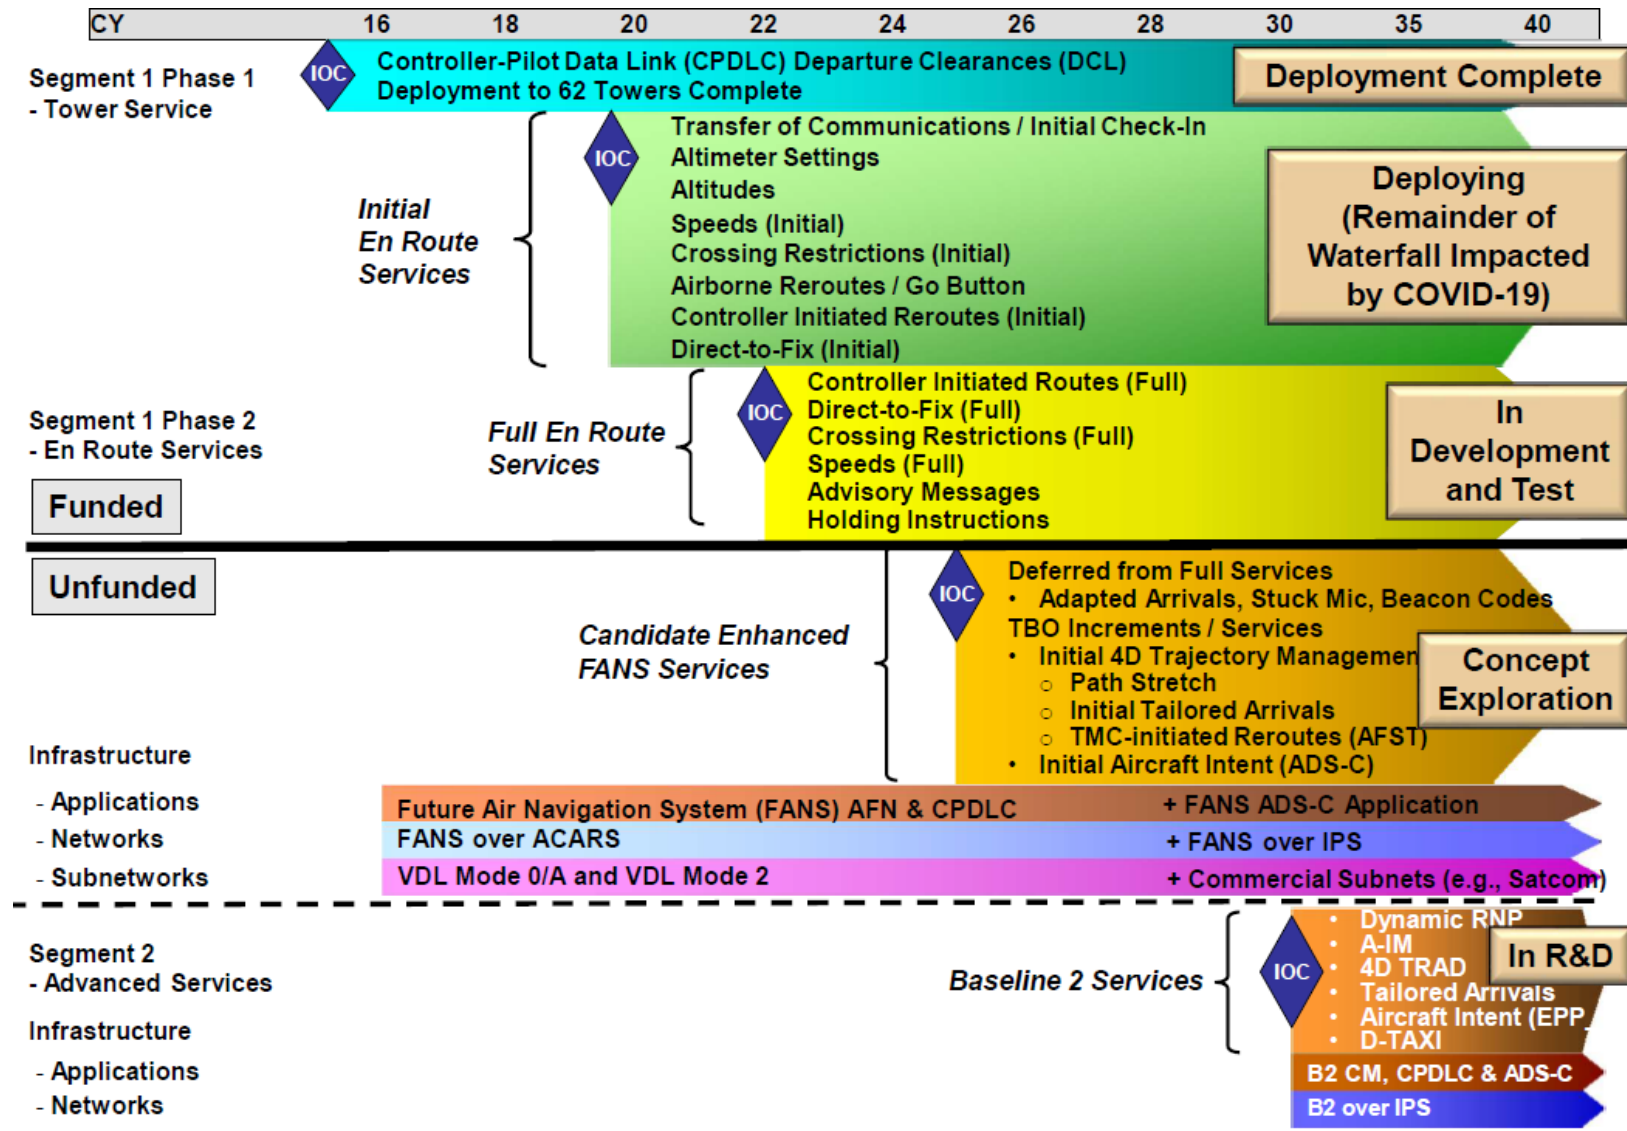 CY 16 18 20 22 24 26 28 30 35 40
Segment 1 Phase 1
- Tower Service
IOC
Controller-Pilot Data Link (CPDLC) Departure Clearances (DCL)
Deployment to 62 Towers Complete
Deployment Complete
Initial
En Route
Services
IOC
Transfer of Communications / Initial Check-In
Altimeter Settings
Altitudes
Speeds (Initial)
Crossing Restrictions (Initial)
Airborne Reroutes / Go Button
Controller Initiated Reroutes (Initial)
Direct-to-Fix (Initial)
Deploying
(Remainder of
Waterfall Impacted
by COVID-19)
Segment 1 Phase 2
- En Route Services
Full En Route
Services
IOC
Controller Initiated Routes (Full)
Direct-to-Fix (Full)
Crossing Restrictions (Full)
Speeds (Full)
Advisory Messages
Holding Instructions
In
Development
and Test
Funded
Unfunded
Candidate Enhanced
FANS Services
IOC
Deferred from Full Services
• Adapted Arrivals, Stuck Mic, Beacon Codes
TBO Increments / Services
• Initial 4D Trajectory Managemen
o Path Stretch
o Initial Tailored Arrivals
o TMC-initiated Reroutes (AFST)
• Initial Aircraft Intent (ADS-C)
Concept
Exploration
Infrastructure
- Applications
Future Air Navigation System (FANS) AFN & CPDLC + FANS ADS-C Application
- Networks
FANS over ACARS + FANS over IPS
- Subnetworks
VDL Mode 0/A and VDL Mode 2 + Commercial Subnets (e.g., Satcom)
Segment 2
- Advanced Services
Baseline 2 Services
IOC
• Dynamic RNP
• A-IM
• 4D TRAD
• Tailored Arrivals
• Aircraft Intent (EPP
• D-TAXI
In R&D
Infrastructure
- Applications
B2 CM, CPDLC & ADS-C
- Networks
B2 over IPS